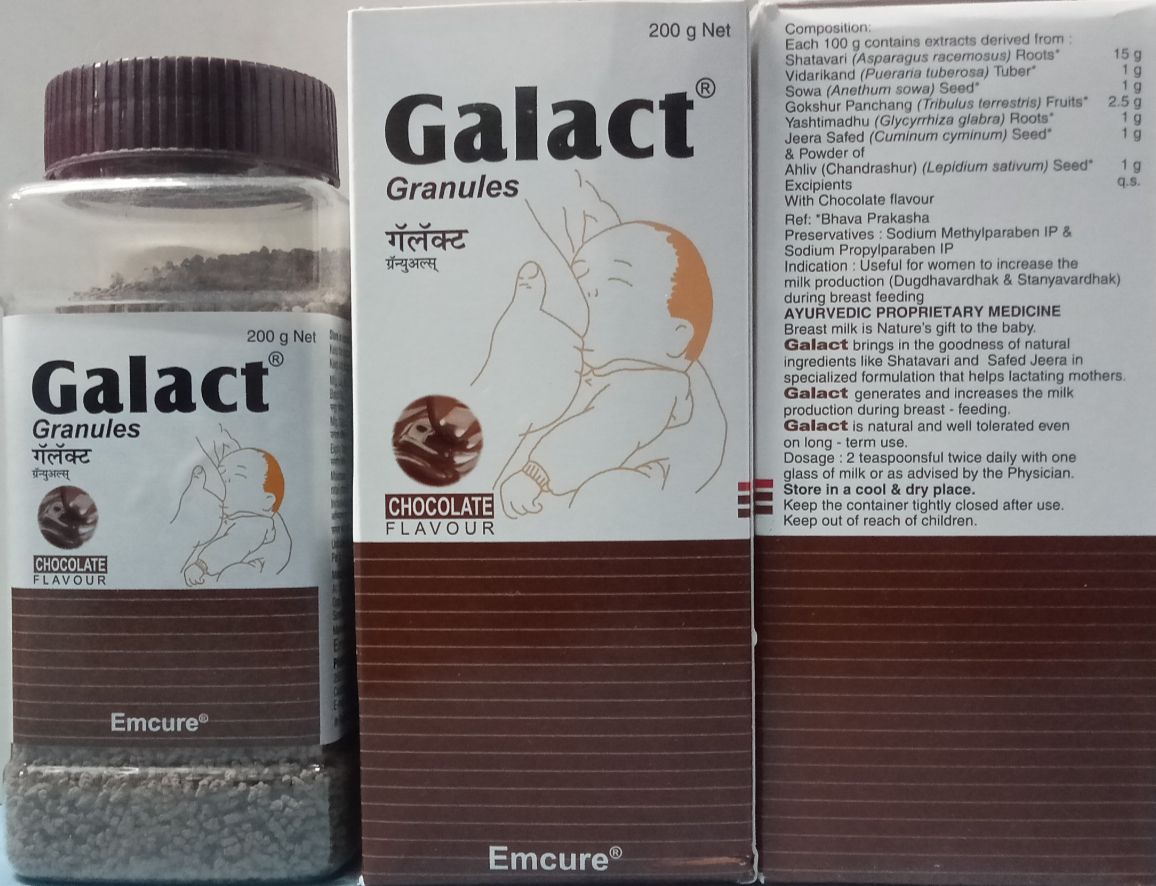 200 g Net
Galact®
Granules
गॅलॅक्ट
ग्रॅन्युअल्स्
CHOCOLATE
FLAVOUR
Emcure®
200 g Net
Galact®
Granules
गॅलॅक्ट
ग्रॅन्युअल्स्
CHOCOLATE
FLAVOUR
Emcure®
Composition:
Each 100 g contains extracts derived from :
Shatavari (Asparagus racemosus) Roots* 15 g
Vidarikand (Pueraria tuberosa) Tuber* 1 g
Sowa (Anethum sowa) Seed* 1 g
Gokshur Panchang (Tribulus terrestris) Fruits* 2.5 g
Yashtimadhu (Glycyrrhiza glabra) Roots* 1 g
Jeera Safed (Cuminum cyminum) Seed* 1 g
& Powder of
Ahliv (Chandrashur) (Lepidium sativum) Seed* 1 g
Excipients q.s.
With Chocolate flavour
Ref: *Bhava Prakasha
Preservatives : Sodium Methylparaben IP &
Sodium Propylparaben IP
Indication : Useful for women to increase the
milk production (Dugdhavardhak & Stanyavardhak)
during breast feeding
AYURVEDIC PROPRIETARY MEDICINE
Breast milk is Nature's gift to the baby.
Galact brings in the goodness of natural
ingredients like Shatavari and Safed Jeera in
specialized formulation that helps lactating mothers.
Galact generates and increases the milk
production during breast - feeding.
Galact is natural and well tolerated even
on long - term use.
Dosage : 2 teaspoonsful twice daily with one
glass of milk or as advised by the Physician.
Store in a cool & dry place.
Keep the container tightly closed after use.
Keep out of reach of children.